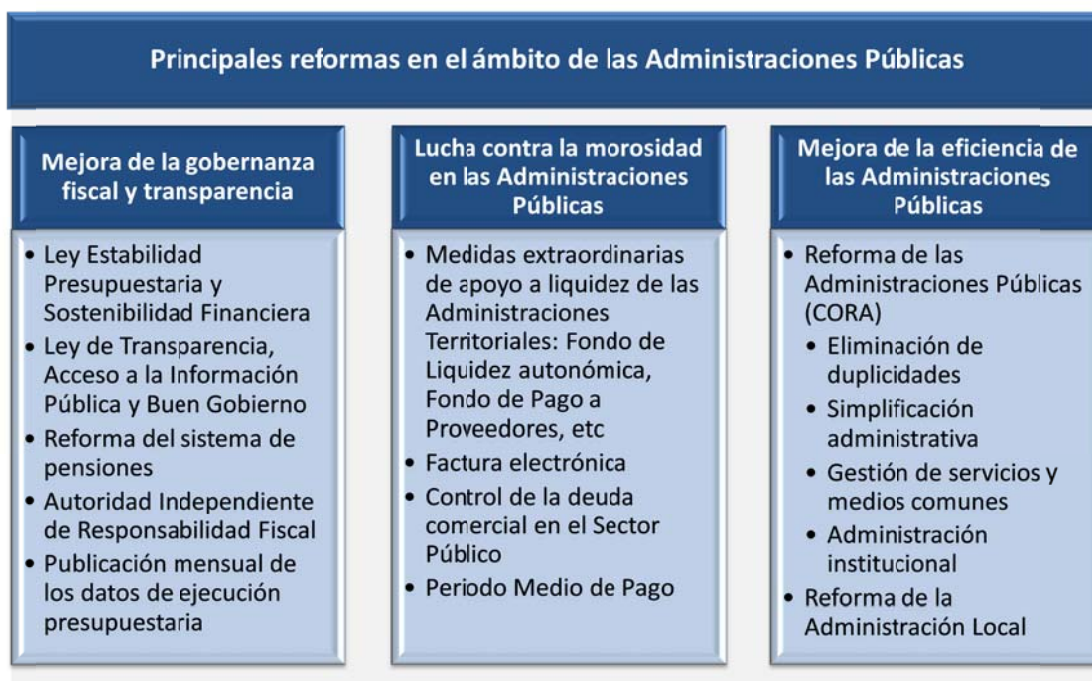 Principales reformas en el ámbito de las Administraciones Públicas
Mejora de la gobernanza
fiscal y transparencia
• Ley Estabilidad
Presupuestaria y
Sostenibilidad Financiera
• Ley de Transparencia,
Acceso a la Información
Pública y Buen Gobierno
• Reforma del sistema de
pensiones
• Autoridad Independiente
de Responsabilidad Fiscal
• Publicación mensual de
los datos de ejecución
presupuestaria
Lucha contra la morosidad
en las Administraciones
Públicas
• Medidas extraordinarias
de apoyo a liquidez de las
Administraciones
Territoriales: Fondo de
Liquidez autonómica,
Fondo de Pago a
Proveedores, etc
• Factura electrónica
• Control de la deuda
comercial en el Sector
Público
• Periodo Medio de Pago
Mejora de la eficiencia de
las Administraciones
Públicas
• Reforma de las
Administraciones Públicas
(CORA)
• Eliminación de
duplicidades
• Simplificación
administrativa
• Gestión de servicios y
medios comunes
• Administración
institucional
• Reforma de la
Administración Local